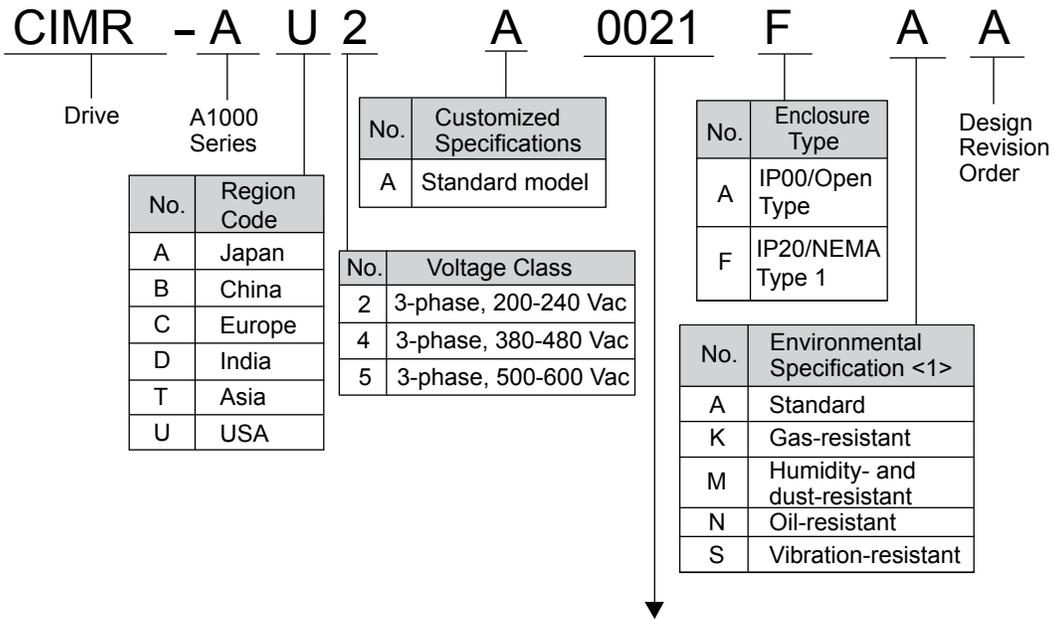 CIMR - A U 2 A 0021 F A A
Drive
A1000
Series
No. Region
Code
A Japan
B China
C Europe
D India
T Asia
U USA
No. Customized
Specifications
A Standard model
No. Voltage Class
2 3-phase, 200-240 Vac
4 3-phase, 380-480 Vac
5 3-phase, 500-600 Vac
No. Enclosure
Type
A IP00/Open
Type
F IP20/NEMA
Type 1
Design
Revision
Order
No. Environmental
Specification <1>
A Standard
K Gas-resistant
M Humidity- and
dust-resistant
N Oil-resistant
S Vibration-resistant